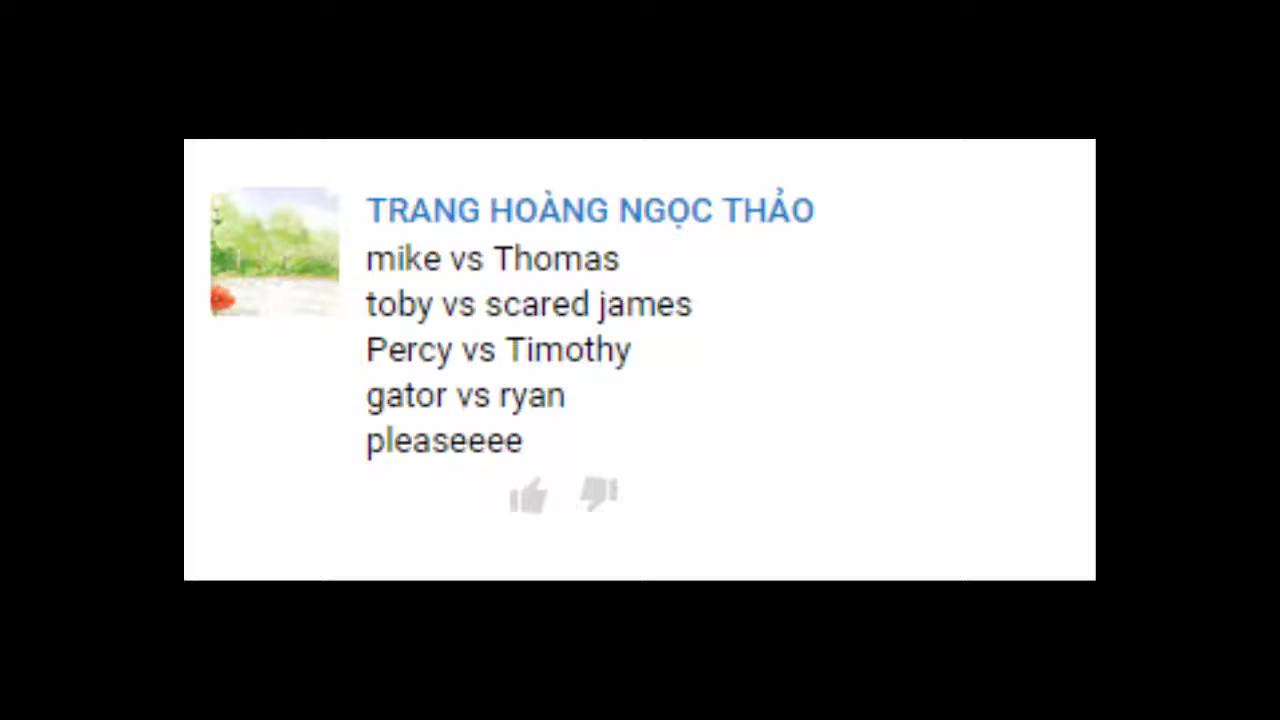 TRANG HOÀNG NGỌC THẢO
mike vs Thomas
toby vs scared james
Percy vs Timothy
gator vs ryan
pleaseeee